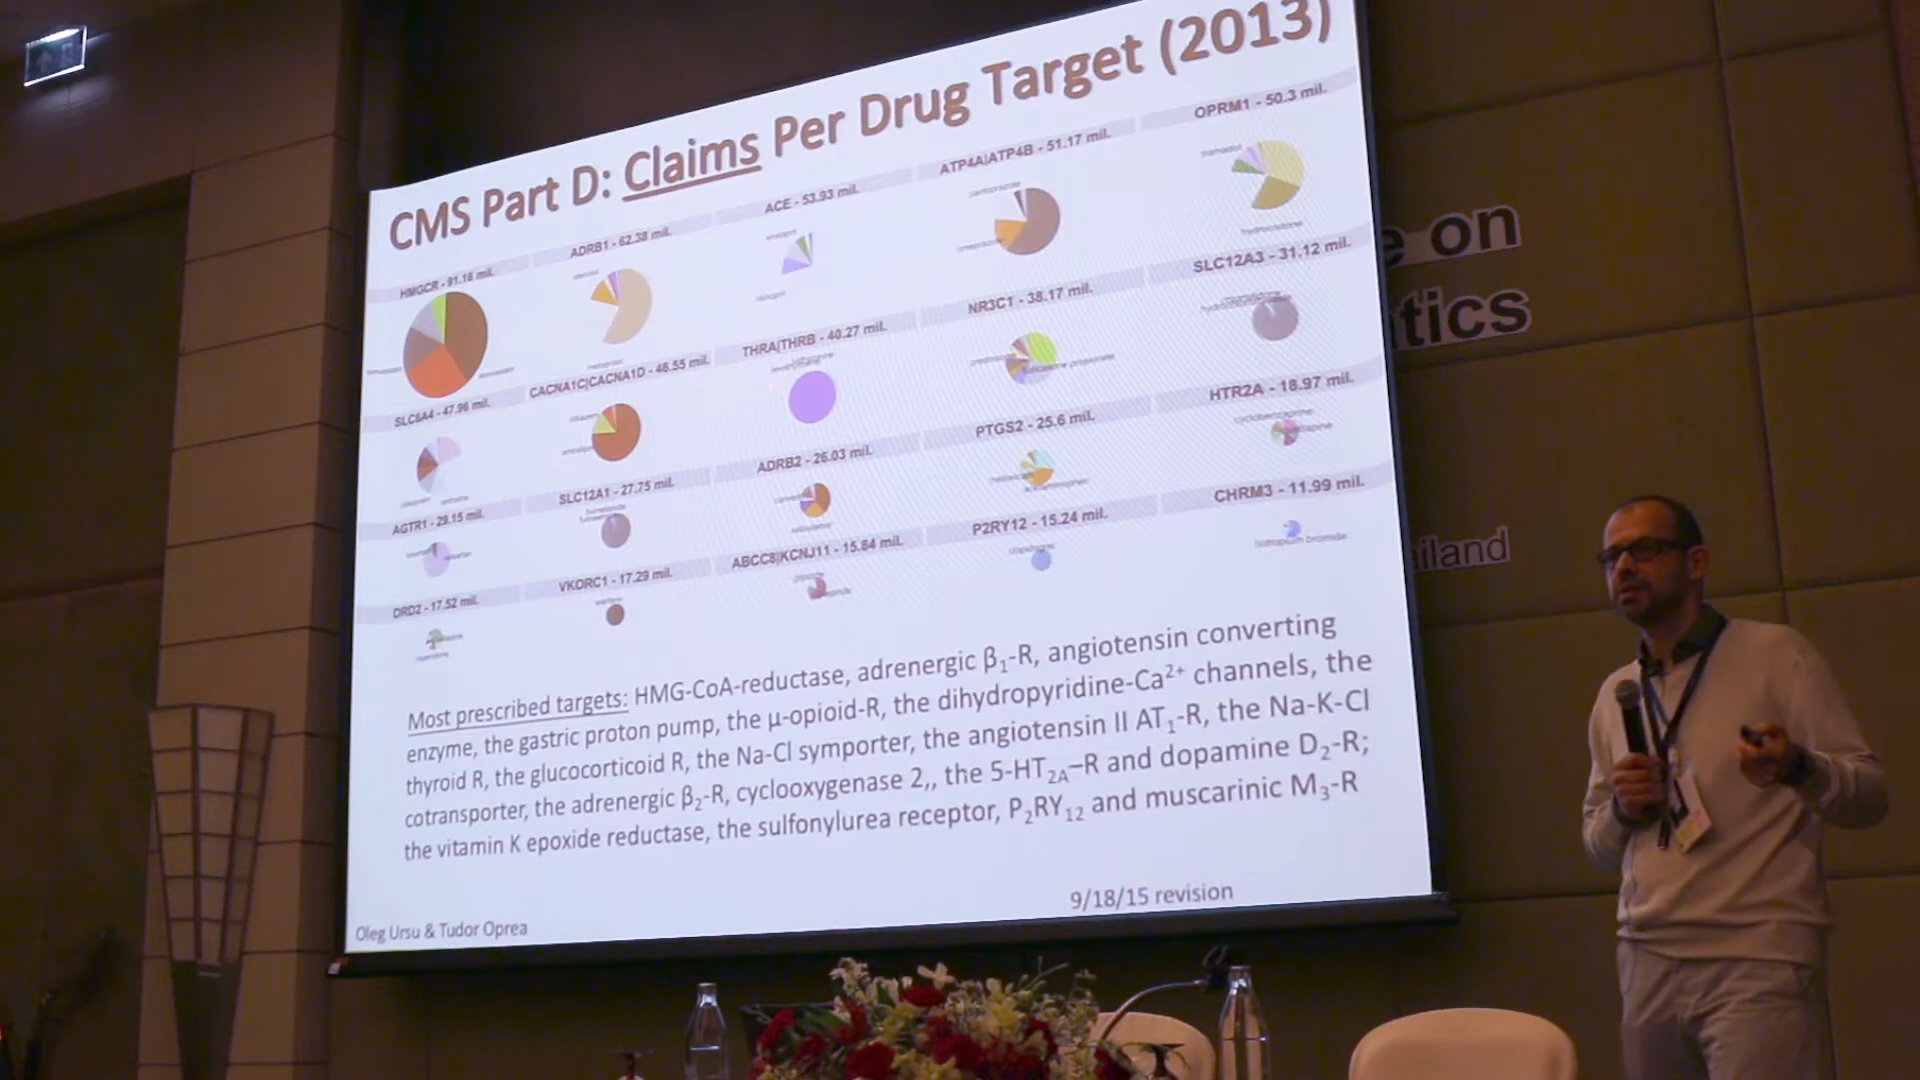 CMS Part D: Claims Per Drug Target (2013)
HMGCR - 91.16 mil.
ADRB1 - 62.38 mil.
ACE - 53.93 mil.
ATP4A|ATP4B - 51.17 mil.
OPRM1 - 50.3 mil.
pantoprazole
omeprazole
tramadol
hydrocodone
SLC6A4 - 47.96 mil.
CACNA1C|CACNA1D - 46.55 mil.
THRA|THRB - 40.27 mil.
NR3C1 - 38.17 mil.
SLC12A3 - 31.12 mil.
AGTR1 - 29.15 mil.
SLC12A1 - 27.75 mil.
ADRB2 - 26.03 mil.
PTGS2 - 25.6 mil.
HTR2A - 18.97 mil.
cyclobenzaprine
DRD2 - 17.52 mil.
VKORC1 - 17.29 mil.
ABCC8|KCNJ11 - 15.84 mil.
P2RY12 - 15.24 mil.
CHRM3 - 11.99 mil.
tiotropium bromide
Most prescribed targets: HMG-CoA-reductase, adrenergic β1-R, angiotensin converting
enzyme, the gastric proton pump, the μ-opioid-R, the dihydropyridine-Ca2+ channels, the
thyroid R, the glucocorticoid R, the Na-Cl symporter, the angiotensin II AT1-R, the Na-K-Cl
cotransporter, the adrenergic β2-R, cyclooxygenase 2,, the 5-HT2A–R and dopamine D2-R;
the vitamin K epoxide reductase, the sulfonylurea receptor, P2RY12 and muscarinic M3-R
9/18/15 revision
Oleg Ursu & Tudor Oprea
e on
tics
iland